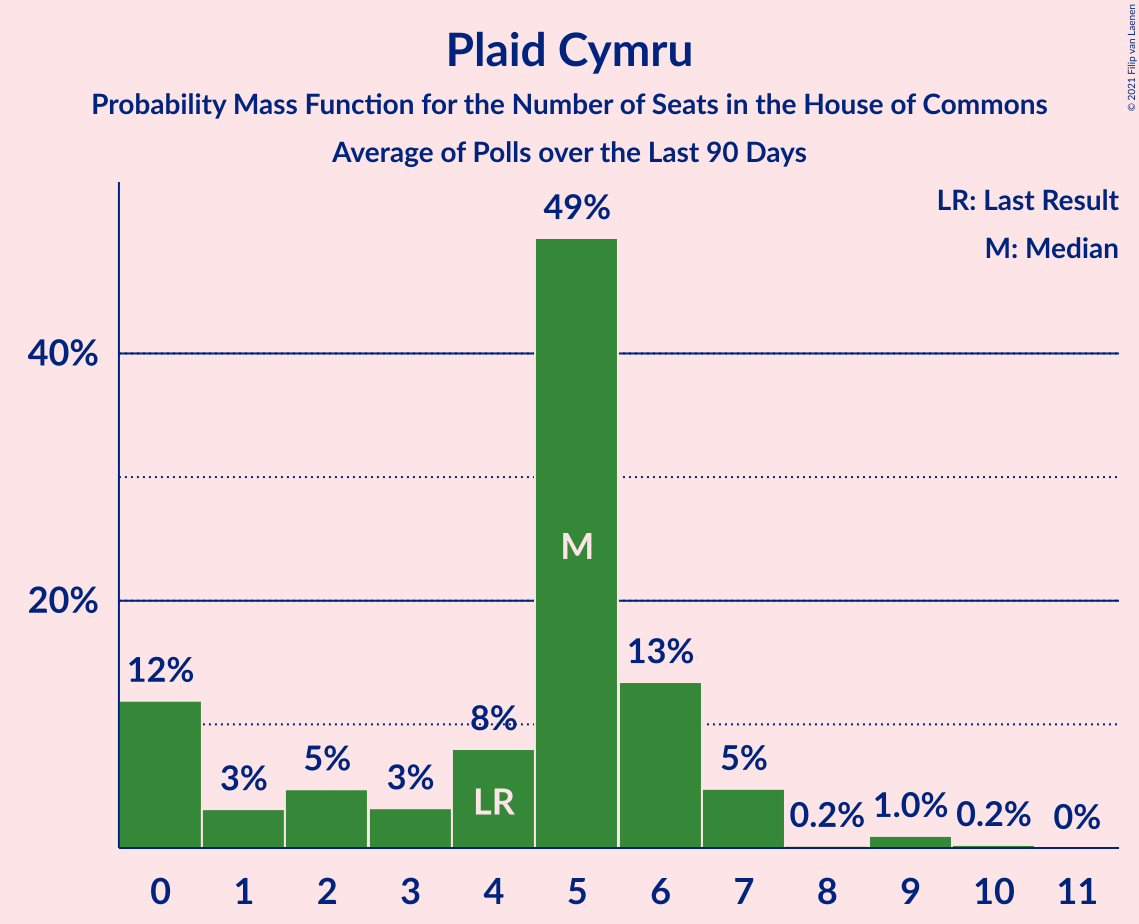 Plaid Cymru
Probability Mass Function for the Number of Seats in the House of Commons
Average of Polls over the Last 90 Days
© 2021 Filip van Laenen
LR: Last Result
M: Median
49%
40%
M
20%
13%
12%
8%
5%
5%
3%
3%
LR
0.2%
1.0%
0.2%
0%
0 1 2 3 4 5 6 7 8 9 10 11